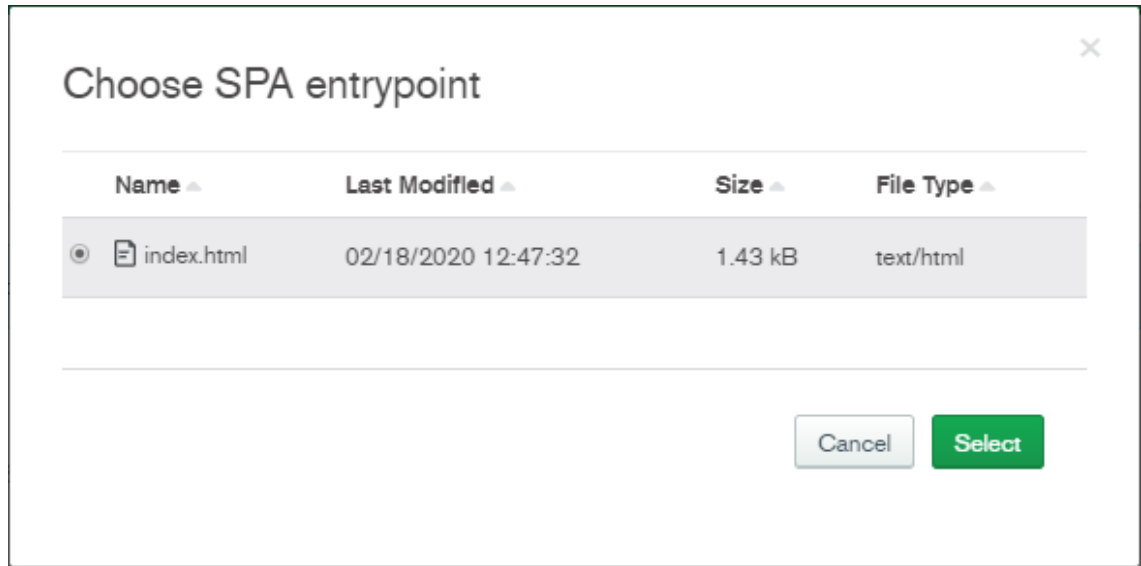 Choose SPA entrypoint
Name Last Modified Size File Type
index.html 02/18/2020 12:47:32 1.43 kB text/html
Cancel Select